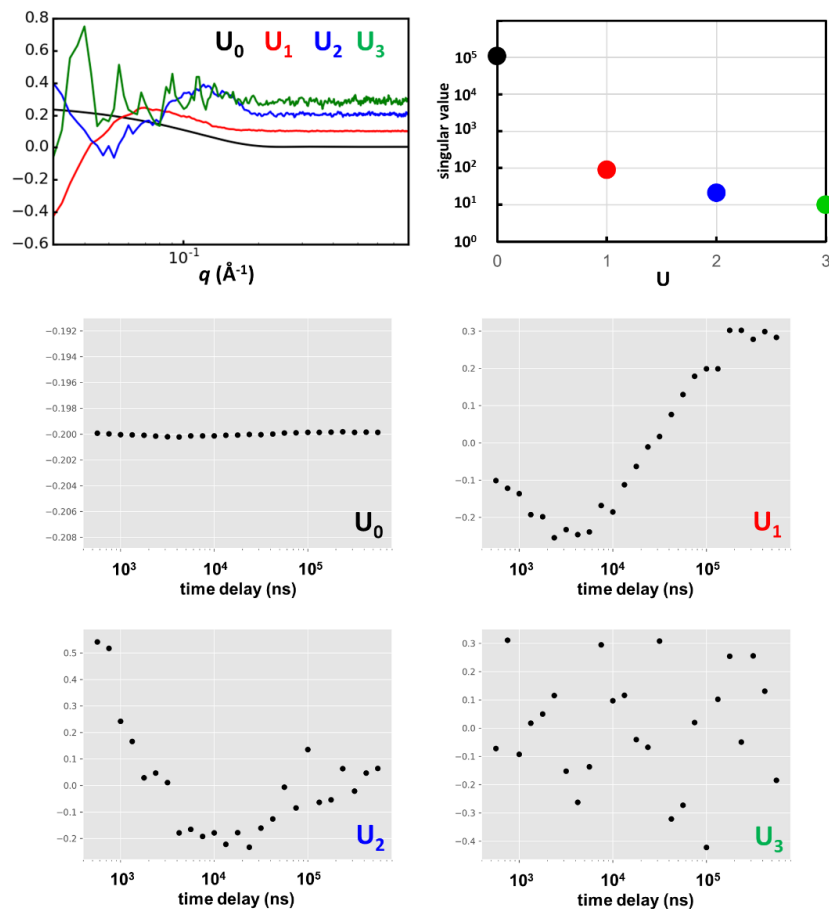 U0 U1 U2 U3
0.8
0.6
0.4
0.2
0.0
−0.2
−0.4
−0.6
10-1
q (Å-1)
singular value
105
104
103
102
101
100
0 1 2 3
U
−0.192
−0.194
−0.196
−0.198
−0.200
−0.202
−0.204
−0.206
−0.208
U0
103 104 105
time delay (ns)
0.3
0.2
0.1
0.0
−0.1
−0.2
U1
103 104 105
time delay (ns)
0.5
0.4
0.3
0.2
0.1
0.0
−0.1
−0.2
U2
103 104 105
time delay (ns)
0.3
0.2
0.1
0.0
−0.1
−0.2
−0.3
−0.4
U3
103 104 105
time delay (ns)